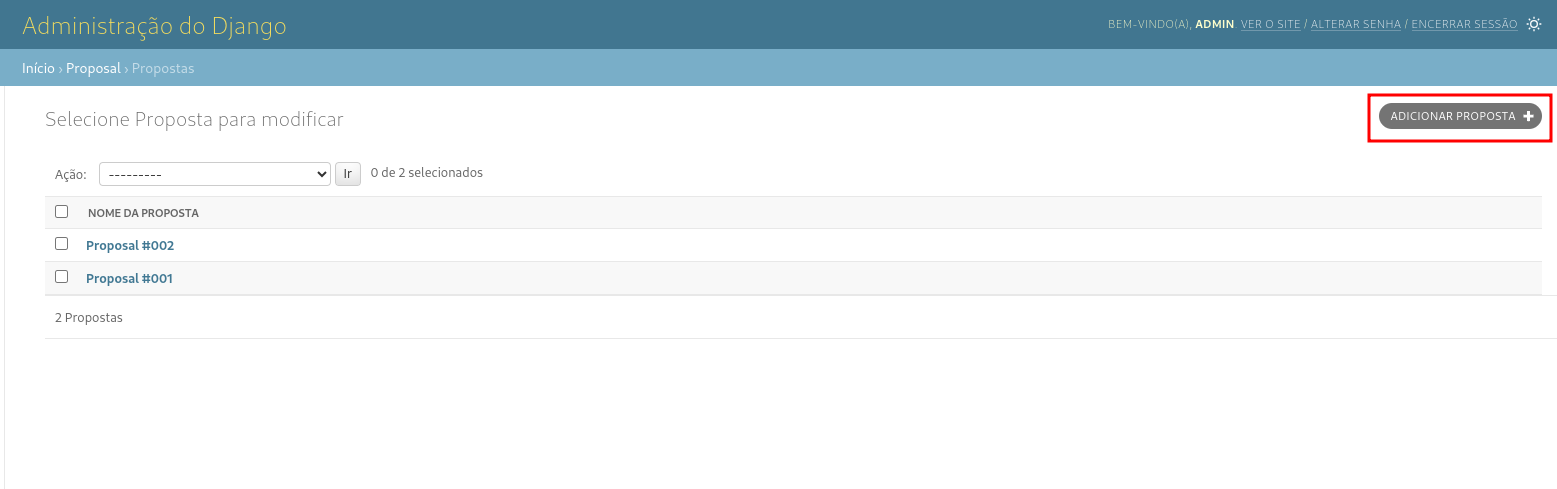 Administração do Django
BEM-VINDO(A), ADMIN VER O SITE / ALTERAR SENHA / ENCERRAR SESSÃO
Início › Proposal › Propostas
Selecione Proposta para modificar
ADICIONAR PROPOSTA
Ação: --------- Ir 0 de 2 selecionados
NOME DA PROPOSTA
Proposal #002
Proposal #001
2 Propostas